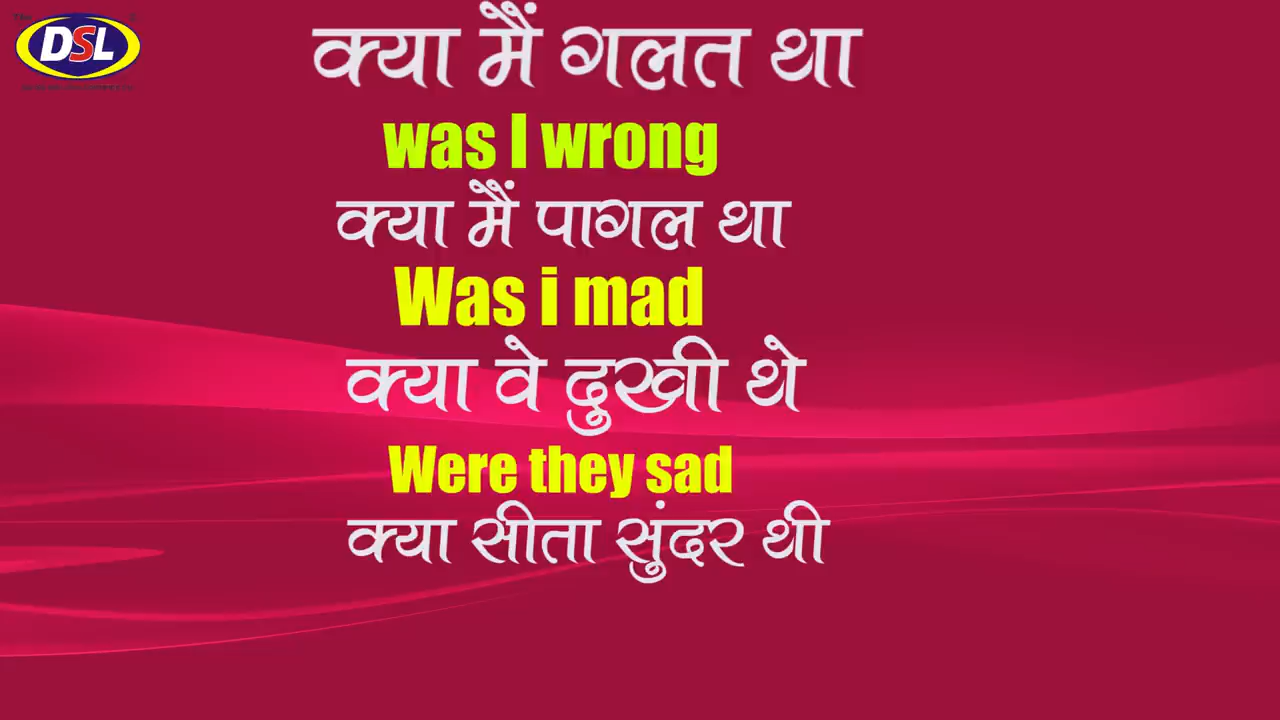 DSL
क्या मैं गलत था
was I wrong
क्या मैं पागल था
Was i mad
क्या वे दुखी थे
Were they sad
क्या सीता सुंदर थी